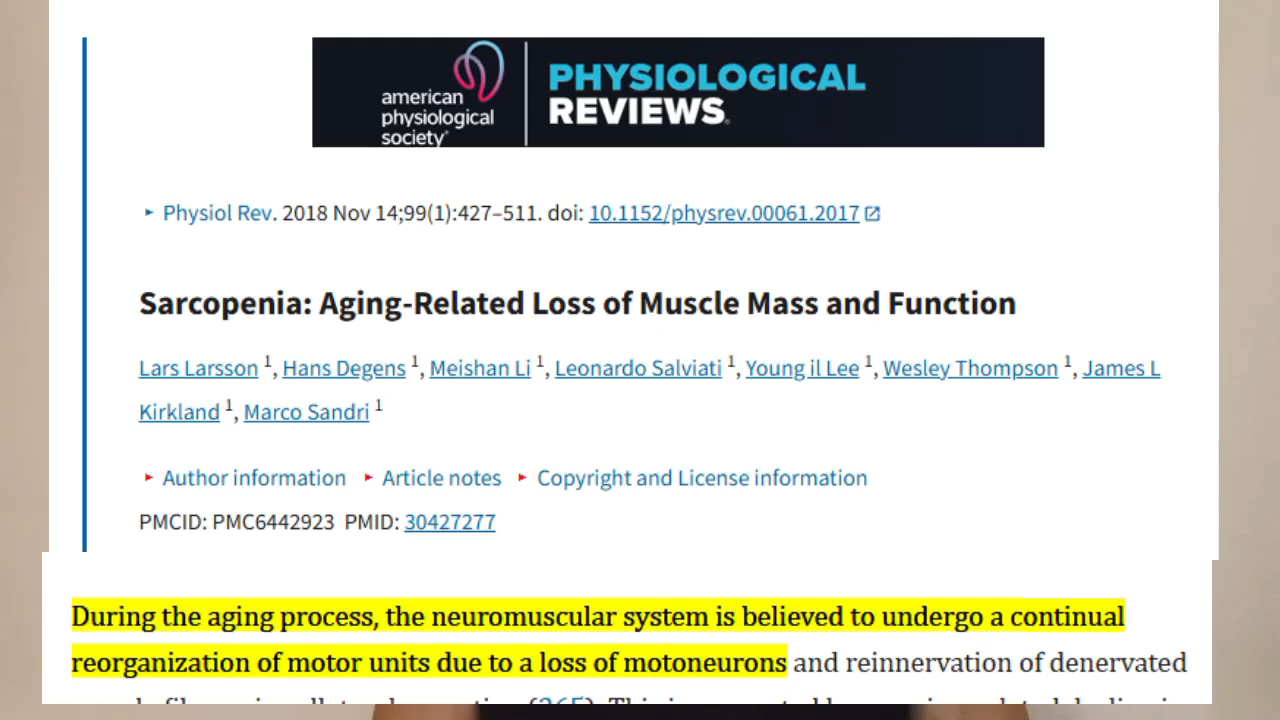 american
physiological
society
PHYSIOLOGICAL
REVIEWS
Physiol Rev. 2018 Nov 14;99(1):427–511. doi: 10.1152/physrev.00061.2017
Sarcopenia: Aging-Related Loss of Muscle Mass and Function
Lars Larsson 1, Hans Degens 1, Meishan Li 1, Leonardo Salviati 1, Young il Lee 1, Wesley Thompson 1, James L
Kirkland 1, Marco Sandri 1
Author information Article notes Copyright and License information
PMCID: PMC6442923 PMID: 30427277
During the aging process, the neuromuscular system is believed to undergo a continual
reorganization of motor units due to a loss of motoneurons and reinnervation of denervated